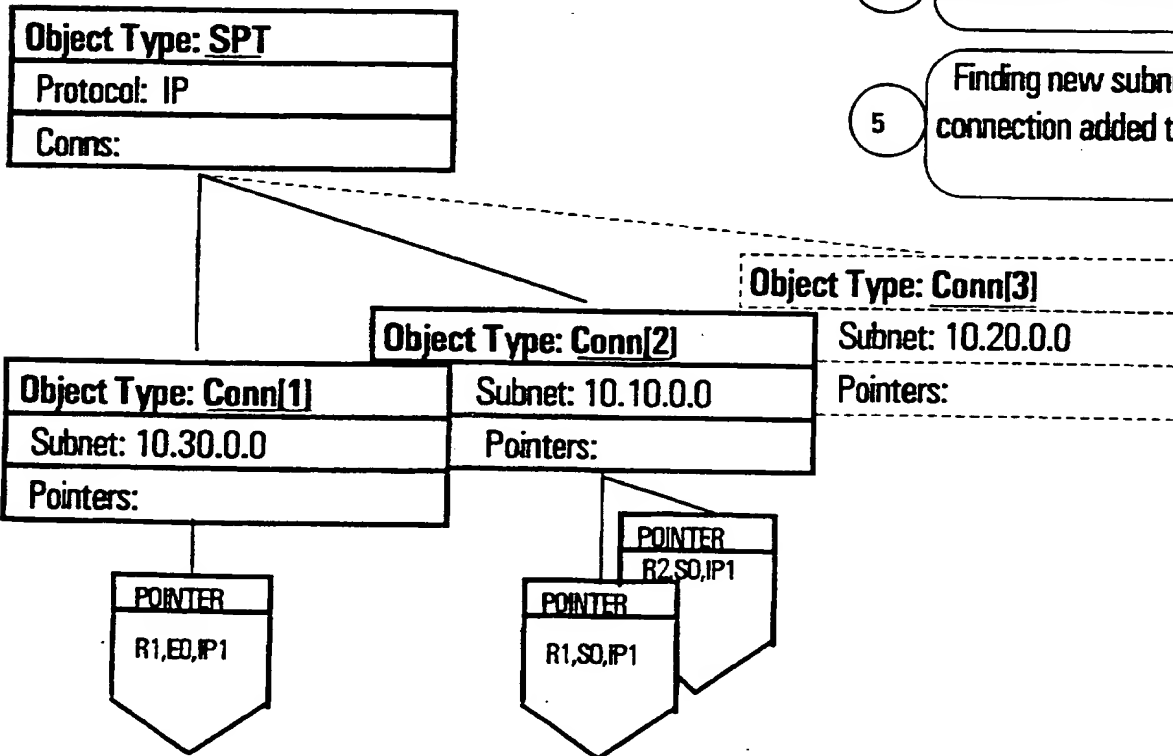 Object Type: SPT
Protocol: IP
Conns:
5
Finding new subn
connection added t
Object Type: Conn[3]
Subnet: 10.20.0.0
Pointers:
Object Type: Conn[2]
Subnet: 10.10.0.0
Pointers:
Object Type: Conn[1]
Subnet: 10.30.0.0
Pointers:
POINTER
R2,S0,IP1
POINTER
R1,E0,IP1
POINTER
R1,S0,IP1